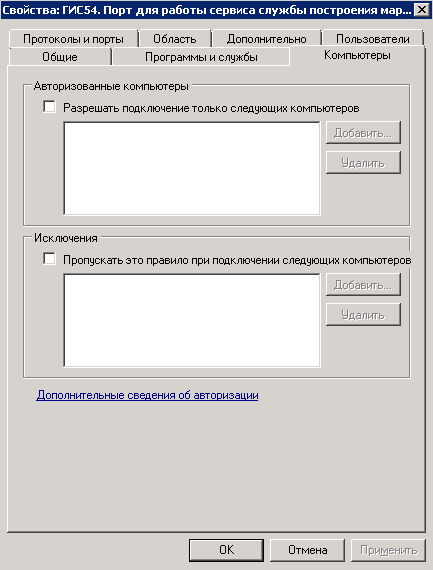 Свойства: ГИС54. Порт для работы сервиса службы построения мар...
Протоколы и порты Область Дополнительно Пользователи
Общие Программы и службы Компьютеры
Авторизованные компьютеры
Разрешать подключение только следующих компьютеров
Добавить...
Удалить
Исключения
Пропускать это правило при подключении следующих компьютеров
Добавить...
Удалить
Дополнительные сведения об авторизации
OK Отмена Применить